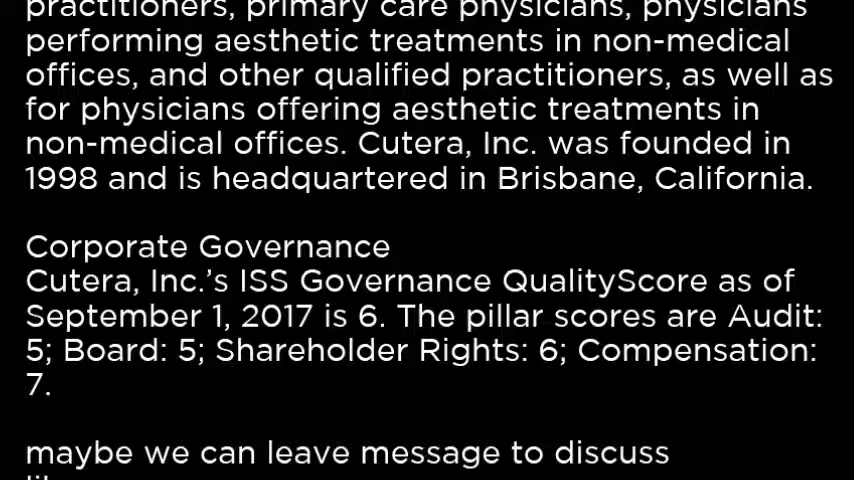 practitioners, primary care physicians, physicians
performing aesthetic treatments in non-medical
offices, and other qualified practitioners, as well as
for physicians offering aesthetic treatments in
non-medical offices. Cutera, Inc. was founded in
1998 and is headquartered in Brisbane, California.
Corporate Governance
Cutera, Inc.’s ISS Governance QualityScore as of
September 1, 2017 is 6. The pillar scores are Audit:
5; Board: 5; Shareholder Rights: 6; Compensation:
7.
maybe we can leave message to discuss